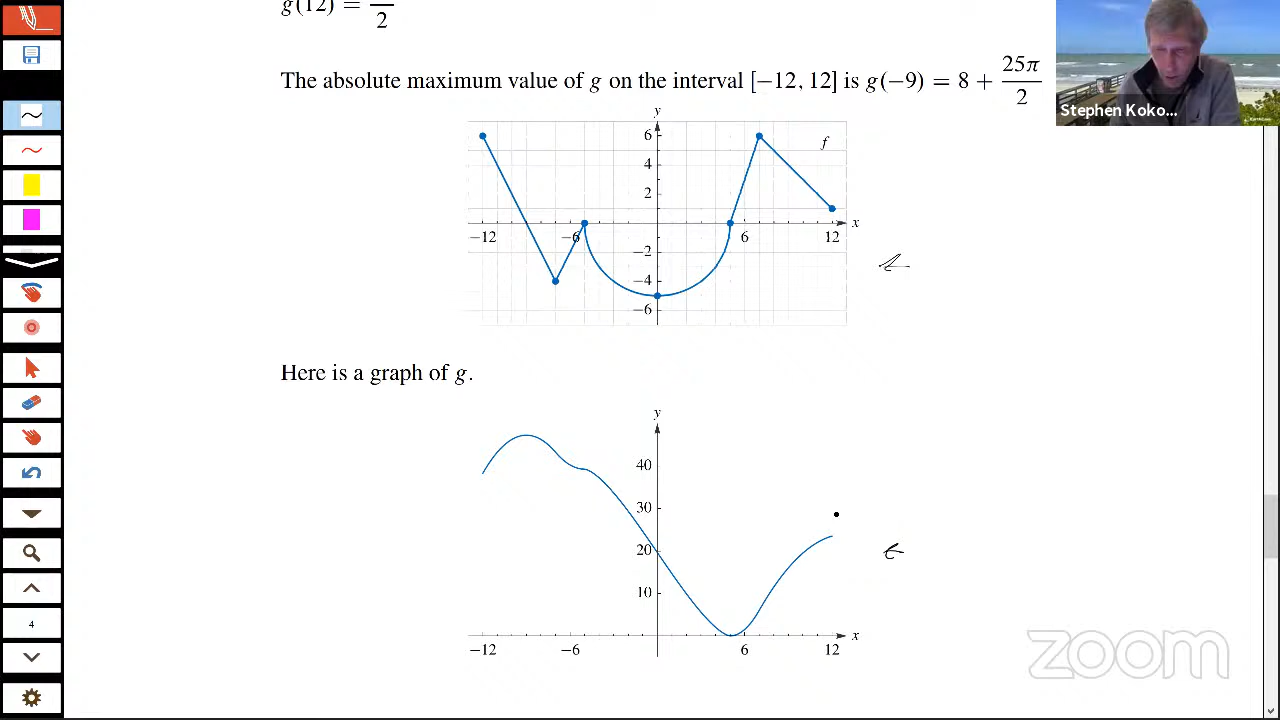 g(12) = 2
The absolute maximum value of g on the interval [−12, 12] is g(−9) = 8 + 25π/2
Stephen Koko...
y
6
4
2
f
−12
−6
6
12
x
−2
−4
−6
Here is a graph of g.
y
40
30
20
10
−12
−6
6
12
x
4
zoom